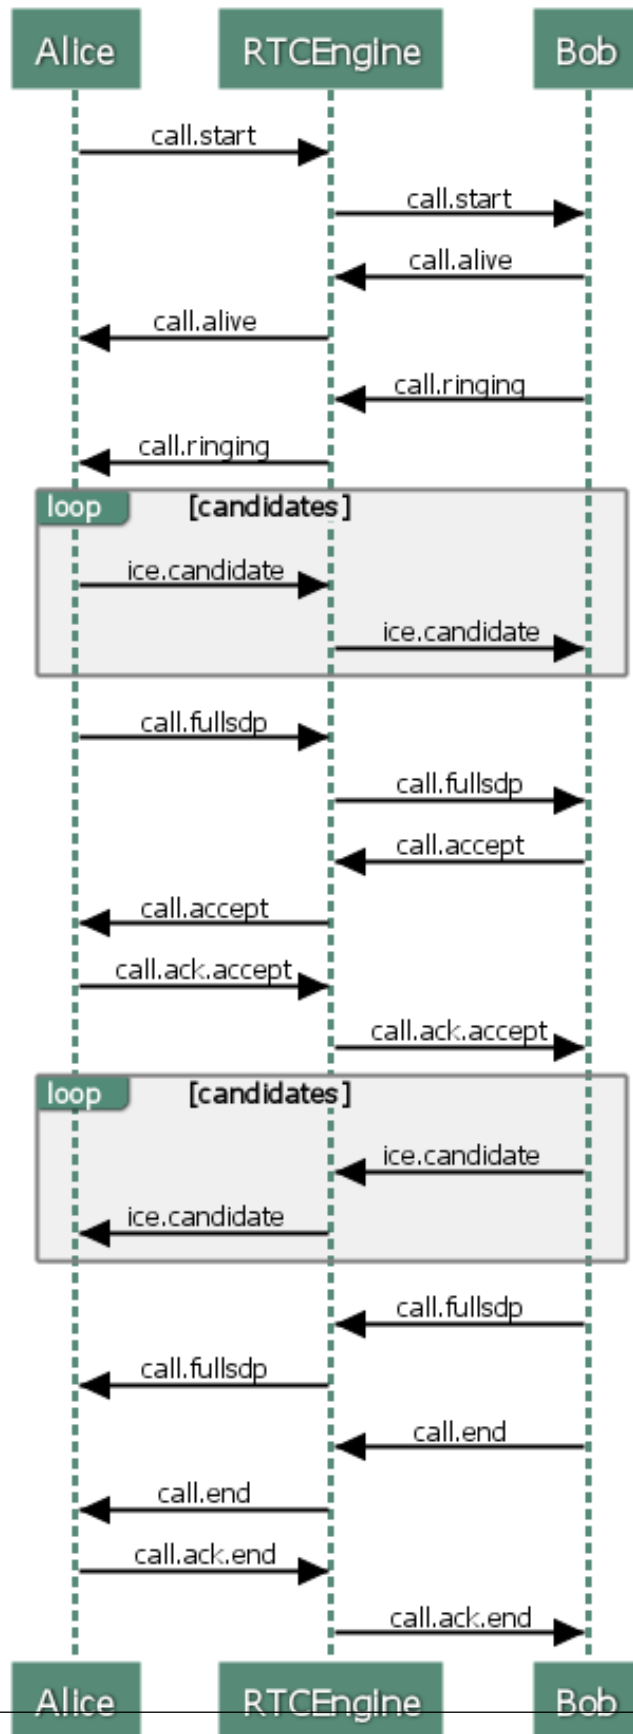 Alice RTCEngine Bob
call.start
call.start
call.alive
call.alive
call.ringing
call.ringing
loop [candidates]
ice.candidate
ice.candidate
call.fullsdp
call.fullsdp
call.accept
call.accept
call.ack.accept
call.ack.accept
loop [candidates]
ice.candidate
ice.candidate
call.fullsdp
call.fullsdp
call.end
call.end
call.ack.end
call.ack.end
Alice RTCEngine Bob